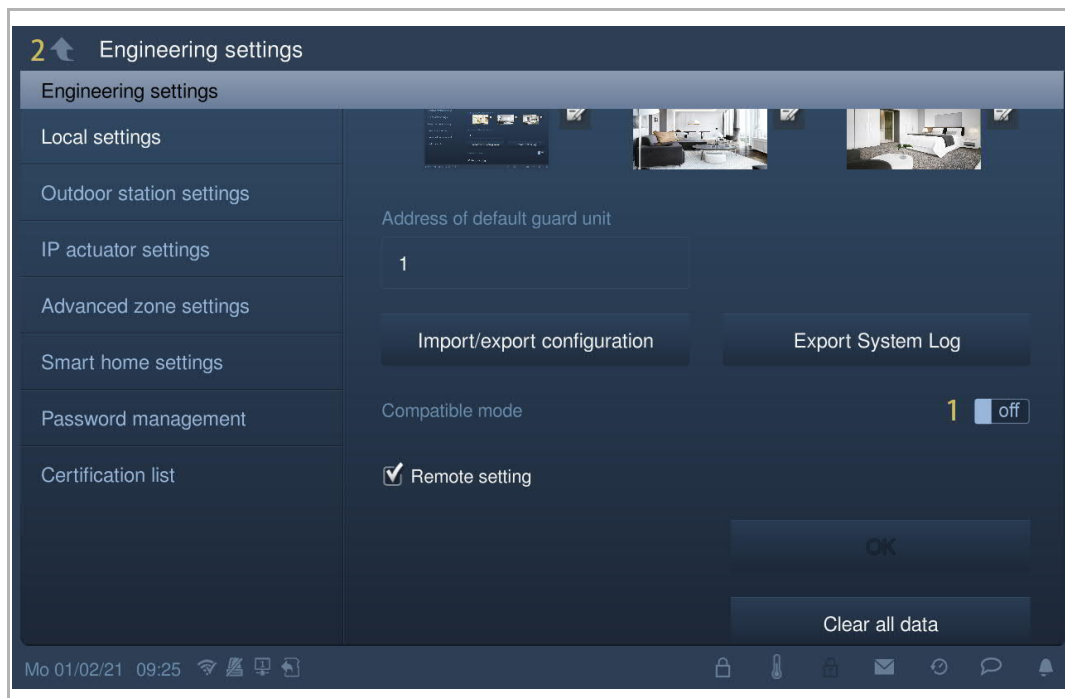 2 Engineering settings
Engineering settings
Local settings
Outdoor station settings
IP actuator settings
Advanced zone settings
Smart home settings
Password management
Certification list
Address of default guard unit
1
Import/export configuration Export System Log
Compatible mode 1 off
Remote setting
OK
Clear all data
Mo 01/02/21 09:25